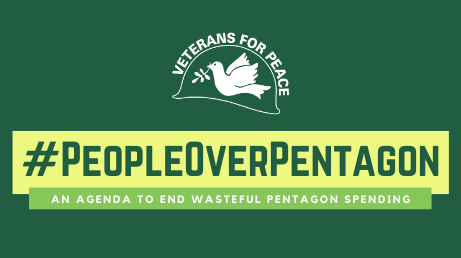 VETERANS FOR PEACE
#PEOPLEOVERPENTAGON
AN AGENDA TO END WASTEFUL PENTAGON SPENDING